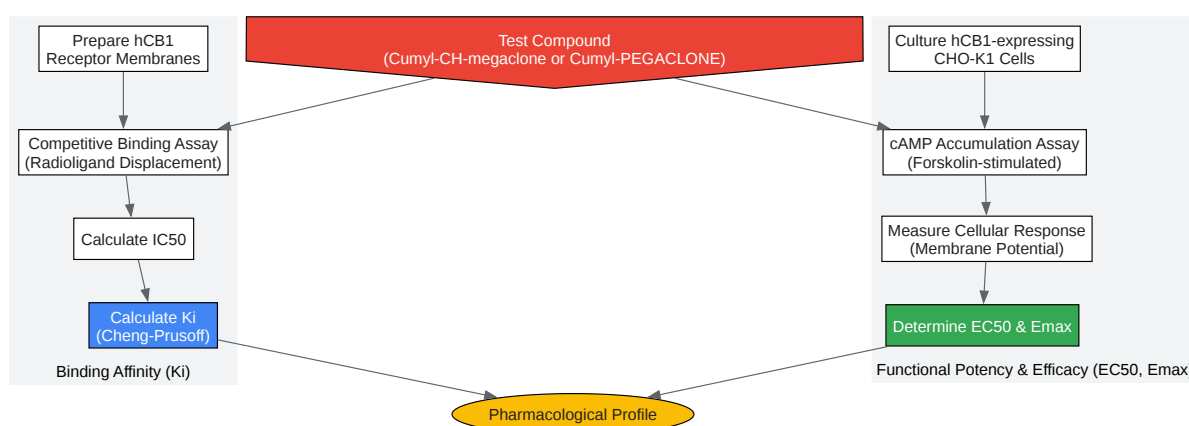 Prepare hCB1
Receptor Membranes
Test Compound
(Cumyl-CH-megaclone or Cumyl-PEGACLONE)
Culture hCB1-expressing
CHO-K1 Cells
Competitive Binding Assay
(Radioligand Displacement)
cAMP Accumulation Assay
(Forskolin-stimulated)
Calculate IC50
Measure Cellular Response
(Membrane Potential)
Calculate Ki
(Cheng-Prusoff)
Determine EC50 & Emax
Binding Affinity (Ki)
Functional Potency & Efficacy (EC50, Emax)
Pharmacological Profile